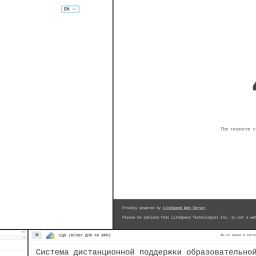 EN
The resource r
Proudly powered by LiteSpeed Web Server
Please be advised that LiteSpeed Technologies Inc. is not a web
СДО
Система дистанционной поддержки образовательной